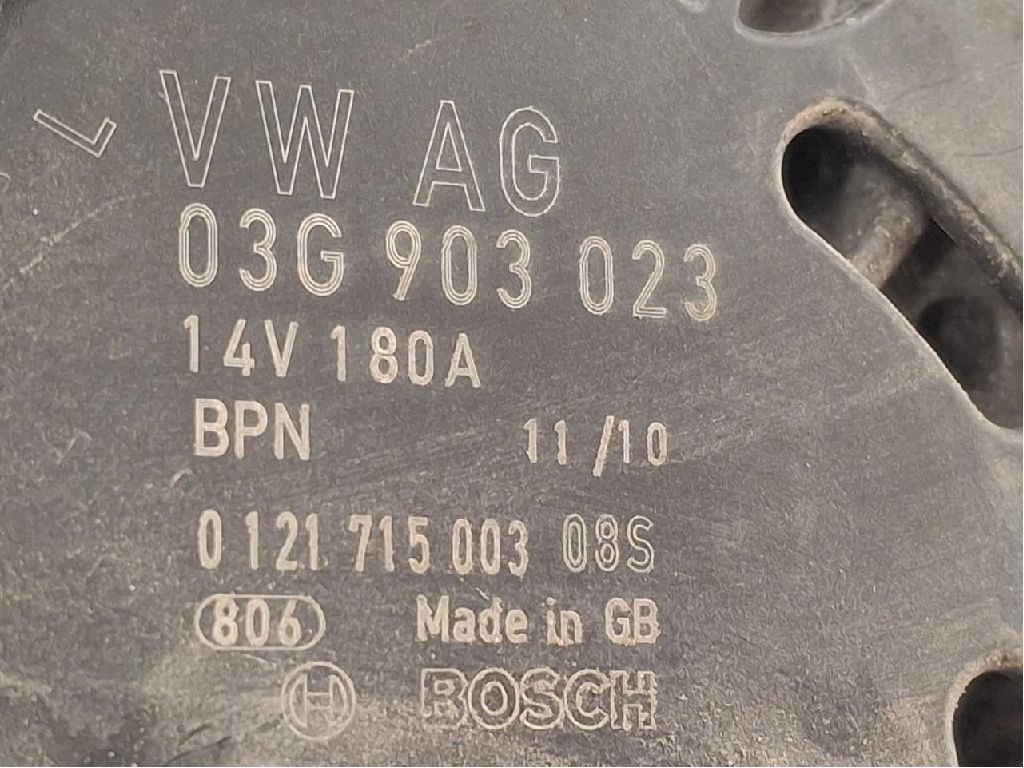 L
VW AG
03G 903 023
14V 180A
BPN 11/10
0 121 715 003 08S
806 Made in GB
H BOSCH